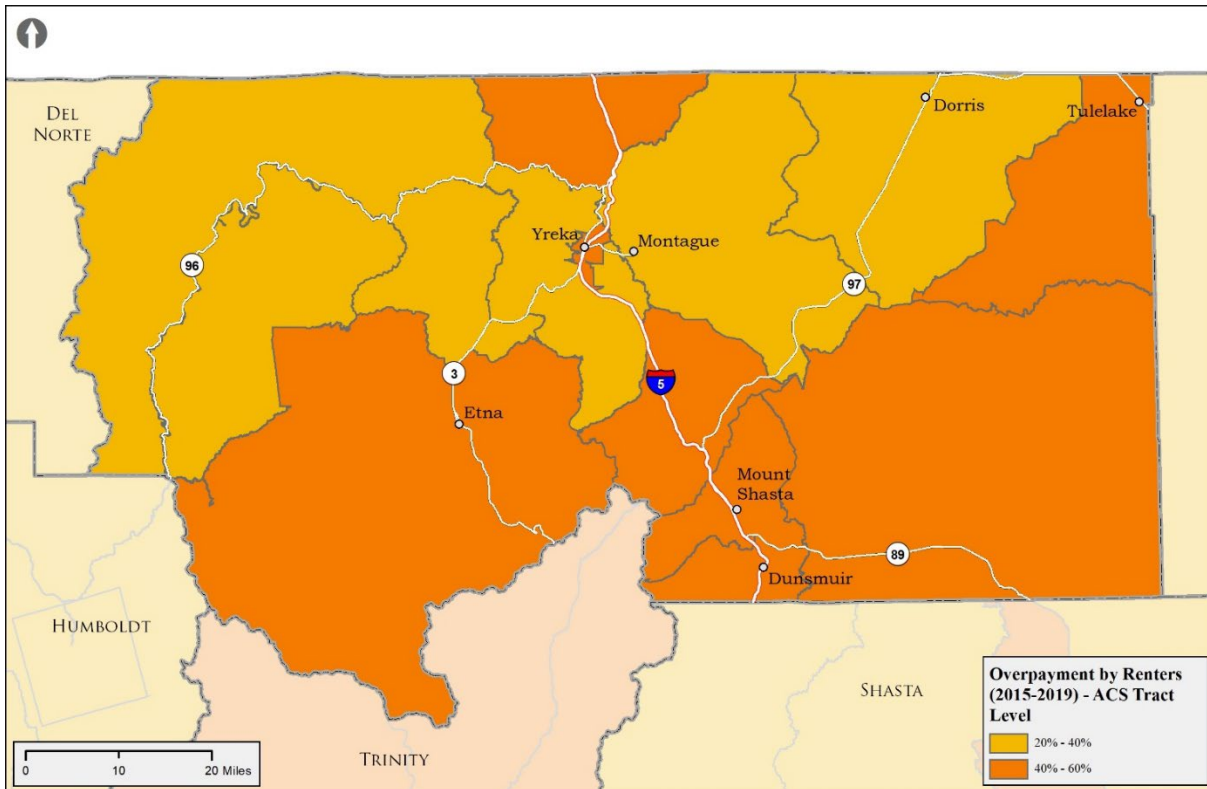 DEL
NORTE
Dorris
Tulelake
Yreka
Montague
96
97
3
5
Etna
Mount
Shasta
89
Dunsmuir
HUMBOLDT
SHASTA
TRINITY
Overpayment by Renters
(2015-2019) - ACS Tract
Level
20% - 40%
40% - 60%
0 10 20 Miles